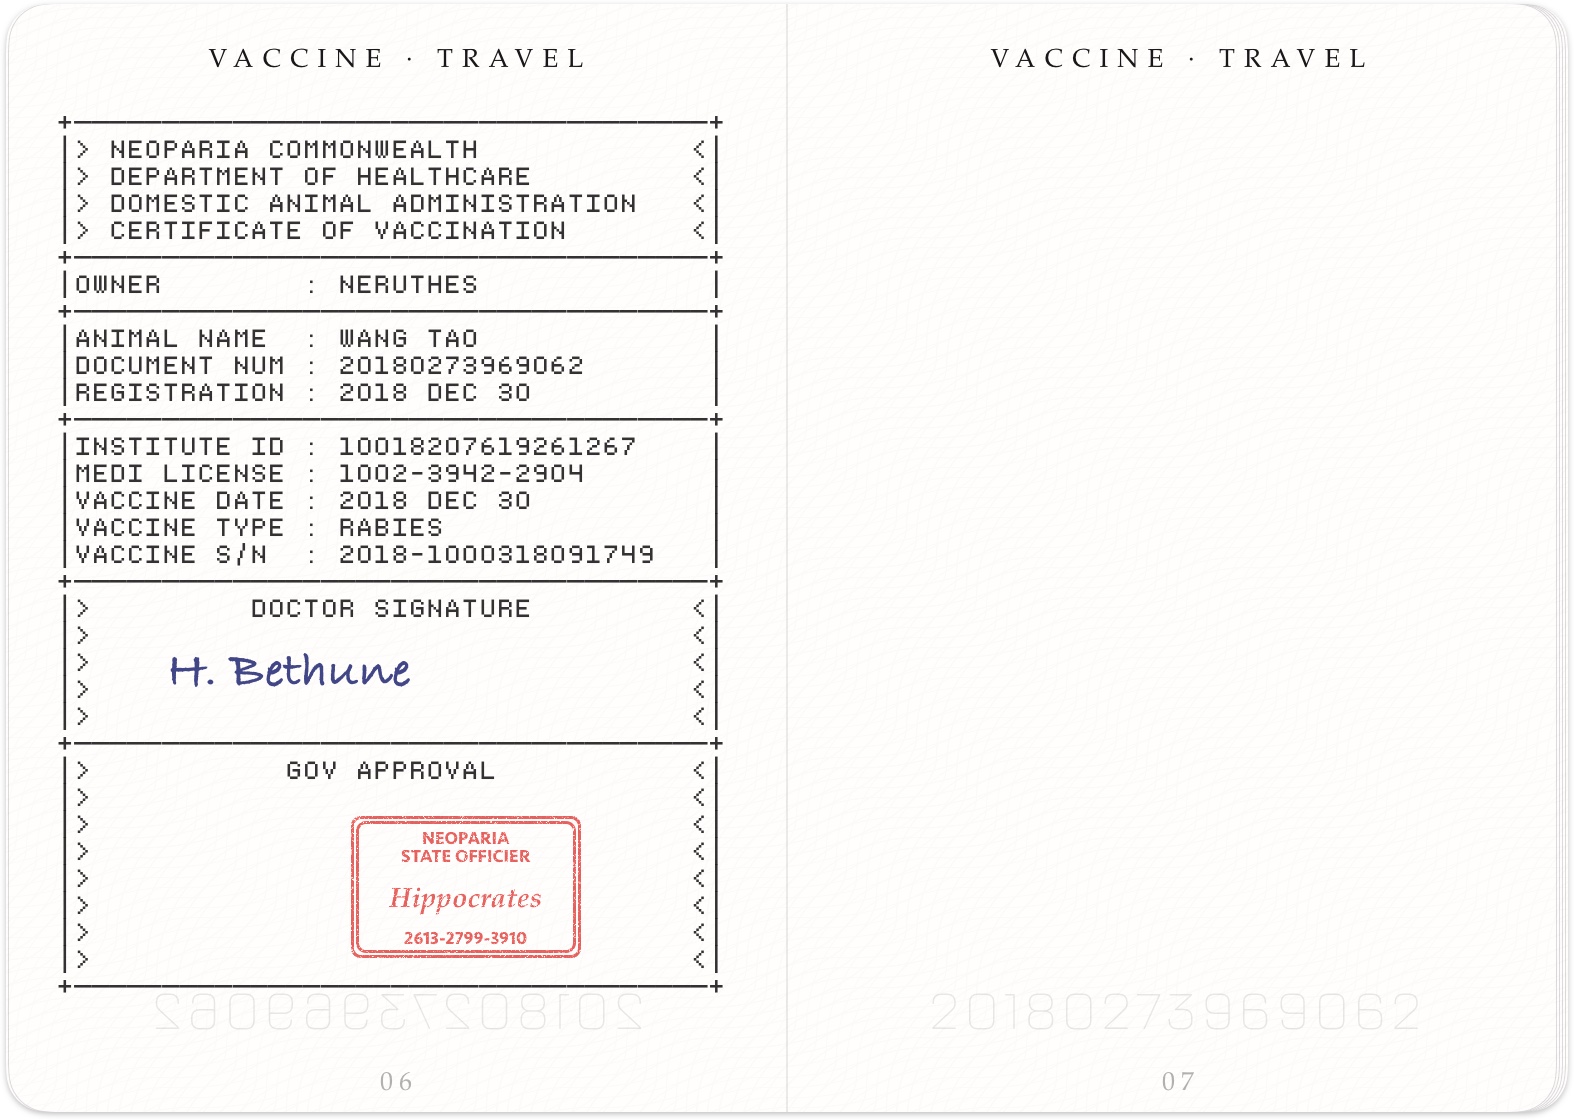 VACCINE · TRAVEL
> NEOPARIA COMMONWEALTH <
> DEPARTMENT OF HEALTHCARE <
> DOMESTIC ANIMAL ADMINISTRATION <
> CERTIFICATE OF VACCINATION <
OWNER : NERUTHES
ANIMAL NAME : WANG TAO
DOCUMENT NUM : 20180273969062
REGISTRATION : 2018 DEC 30
INSTITUTE ID : 10018207619261267
MEDI LICENSE : 1002-3942-2904
VACCINE DATE : 2018 DEC 30
VACCINE TYPE : RABIES
VACCINE S/N : 2018-1000318091749
> DOCTOR SIGNATURE <
H. Bethune
> GOV APPROVAL <
NEOPARIA
STATE OFFICIER
Hippocrates
2613-2799-3910
20180273969062
06
VACCINE · TRAVEL
20180273969062
07